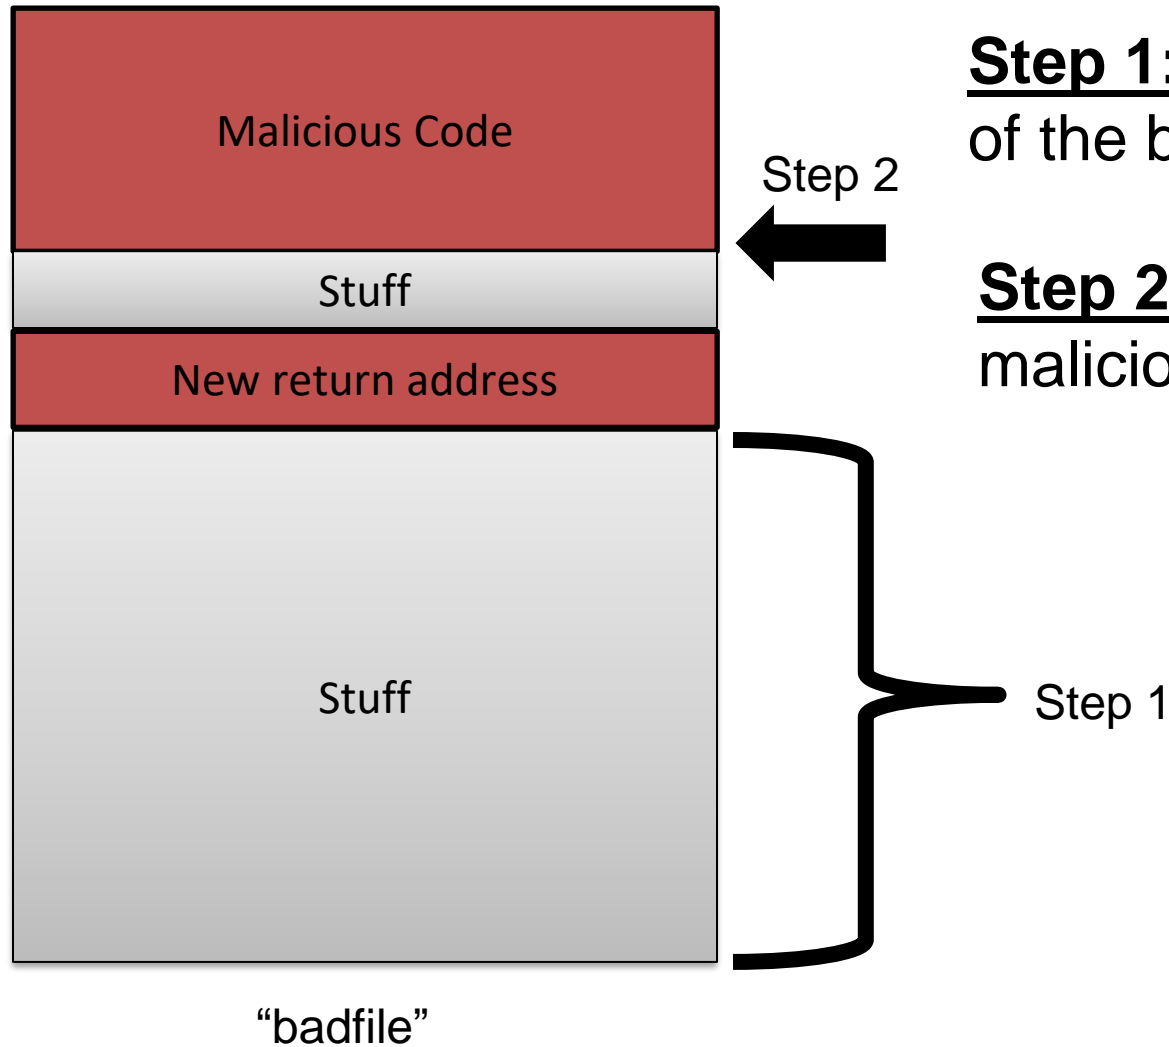 Malicious Code
Stuff
New return address
Stuff
“badfile”
Step 2
Step 1
Step 1:
of the b
Step 2
malicio